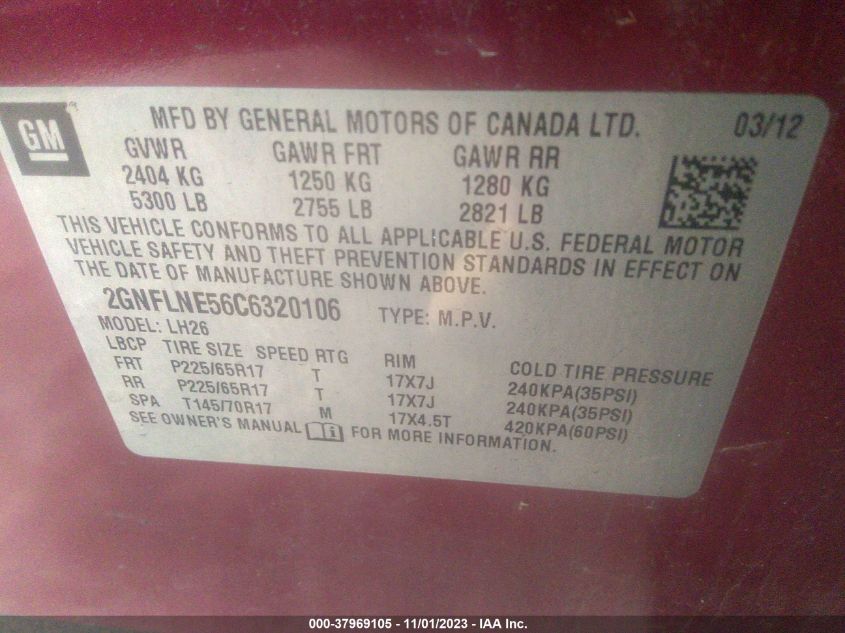 GM
MFD BY GENERAL MOTORS OF CANADA LTD. 03/12
GVWR GAWR FRT GAWR RR
2404 KG 1250 KG 1280 KG
5300 LB 2755 LB 2821 LB
THIS VEHICLE CONFORMS TO ALL APPLICABLE U.S. FEDERAL MOTOR
VEHICLE SAFETY AND THEFT PREVENTION STANDARDS IN EFFECT ON
THE DATE OF MANUFACTURE SHOWN ABOVE.
2GNFLNE56C6320106 TYPE: M.P.V.
MODEL: LH26
LBCP TIRE SIZE SPEED RTG RIM COLD TIRE PRESSURE
FRT P225/65R17 T 17X7J 240KPA(35PSI)
RR P225/65R17 T 17X7J 240KPA(35PSI)
SPA T145/70R17 M 17X4.5T 420KPA(60PSI)
SEE OWNER'S MANUAL FOR MORE INFORMATION.
000-37969105 - 11/01/2023 - IAA Inc.